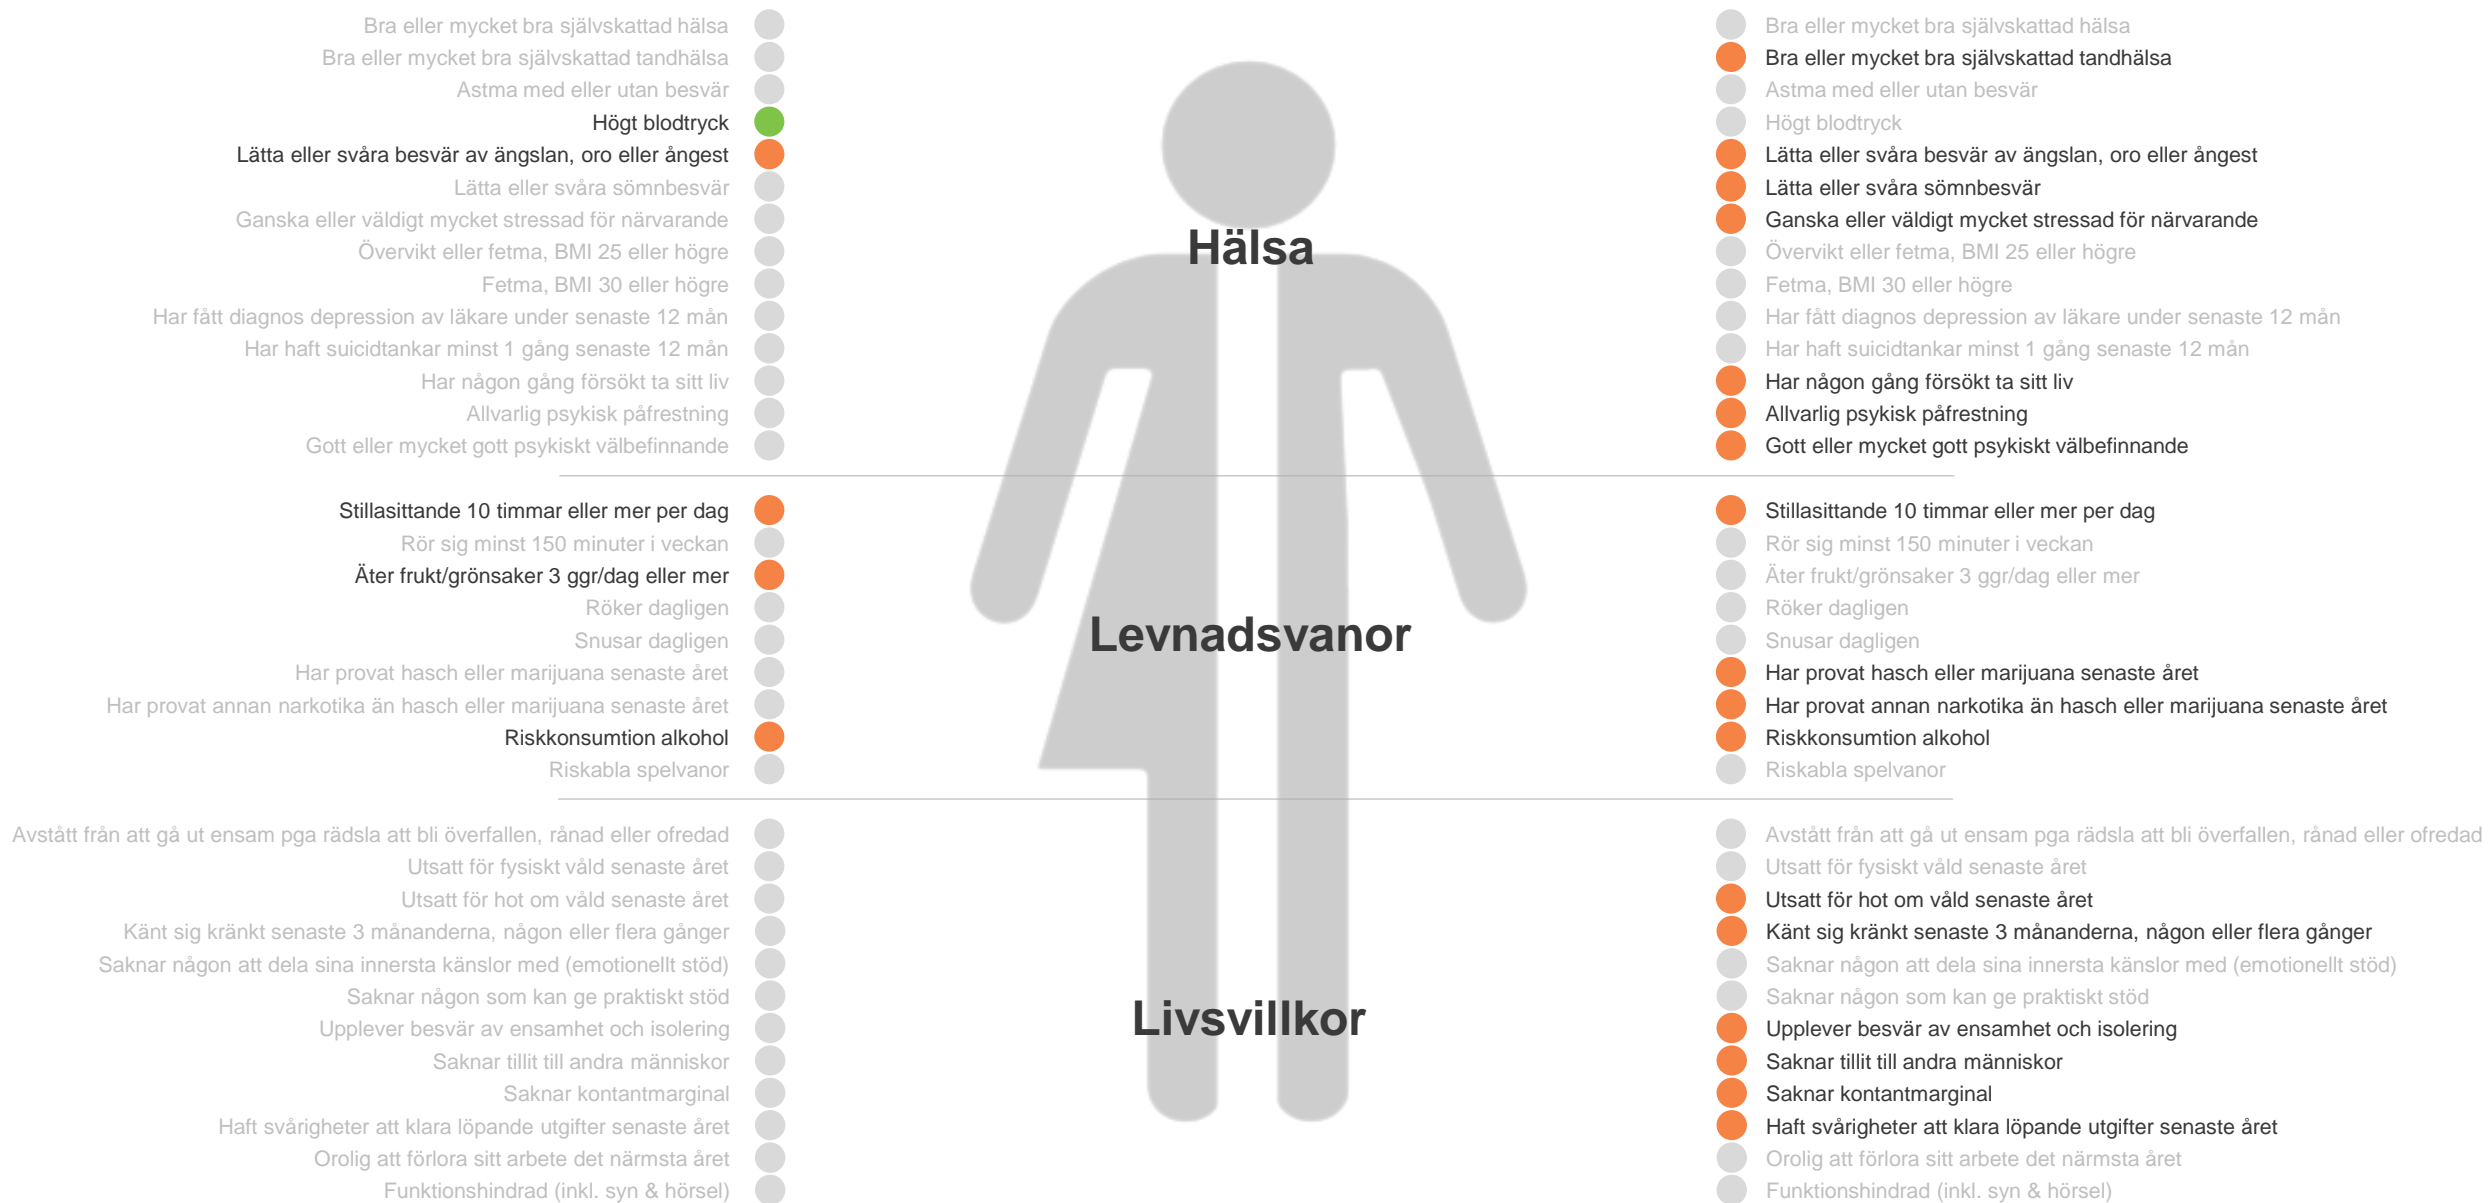 Bra eller mycket bra självskattad hälsa
Bra eller mycket bra självskattad tandhälsa
Astma med eller utan besvär
Högt blodtryck
Lätta eller svåra besvär av ängslan, oro eller ångest
Lätta eller svåra sömnbesvär
Ganska eller väldigt mycket stressad för närvarande
Övervikt eller fetma, BMI 25 eller högre
Fetma, BMI 30 eller högre
Har fått diagnos depression av läkare under senaste 12 mån
Har haft suicidtankar minst 1 gång senaste 12 mån
Har någon gång försökt ta sitt liv
Allvarlig psykisk påfrestning
Gott eller mycket gott psykiskt välbefinnande
Stillasittande 10 timmar eller mer per dag
Rör sig minst 150 minuter i veckan
Äter frukt/grönsaker 3 ggr/dag eller mer
Röker dagligen
Snusar dagligen
Har provat hasch eller marijuana senaste året
Har provat annan narkotika än hasch eller marijuana senaste året
Riskkonsumtion alkohol
Riskabla spelvanor
Avstått från att gå ut ensam pga rädsla att bli överfallen, rånad eller ofredad
Utsatt för fysiskt våld senaste året
Utsatt för hot om våld senaste året
Känt sig kränkt senaste 3 månanderna, någon eller flera gånger
Saknar någon att dela sina innersta känslor med (emotionellt stöd)
Saknar någon som kan ge praktiskt stöd
Upplever besvär av ensamhet och isolering
Saknar tillit till andra människor
Saknar kontantmarginal
Haft svårigheter att klara löpande utgifter senaste året
Orolig att förlora sitt arbete det närmsta året
Funktionshindrad (inkl. syn & hörsel)
Hälsa
Levnadsvanor
Livsvillkor
Bra eller mycket bra självskattad hälsa
Bra eller mycket bra självskattad tandhälsa
Astma med eller utan besvär
Högt blodtryck
Lätta eller svåra besvär av ängslan, oro eller ångest
Lätta eller svåra sömnbesvär
Ganska eller väldigt mycket stressad för närvarande
Övervikt eller fetma, BMI 25 eller högre
Fetma, BMI 30 eller högre
Har fått diagnos depression av läkare under senaste 12 mån
Har haft suicidtankar minst 1 gång senaste 12 mån
Har någon gång försökt ta sitt liv
Allvarlig psykisk påfrestning
Gott eller mycket gott psykiskt välbefinnande
Stillasittande 10 timmar eller mer per dag
Rör sig minst 150 minuter i veckan
Äter frukt/grönsaker 3 ggr/dag eller mer
Röker dagligen
Snusar dagligen
Har provat hasch eller marijuana senaste året
Har provat annan narkotika än hasch eller marijuana senaste året
Riskkonsumtion alkohol
Riskabla spelvanor
Avstått från att gå ut ensam pga rädsla att bli överfallen, rånad eller ofredad
Utsatt för fysiskt våld senaste året
Utsatt för hot om våld senaste året
Känt sig kränkt senaste 3 månanderna, någon eller flera gånger
Saknar någon att dela sina innersta känslor med (emotionellt stöd)
Saknar någon som kan ge praktiskt stöd
Upplever besvär av ensamhet och isolering
Saknar tillit till andra människor
Saknar kontantmarginal
Haft svårigheter att klara löpande utgifter senaste året
Orolig att förlora sitt arbete det närmsta året
Funktionshindrad (inkl. syn & hörsel)